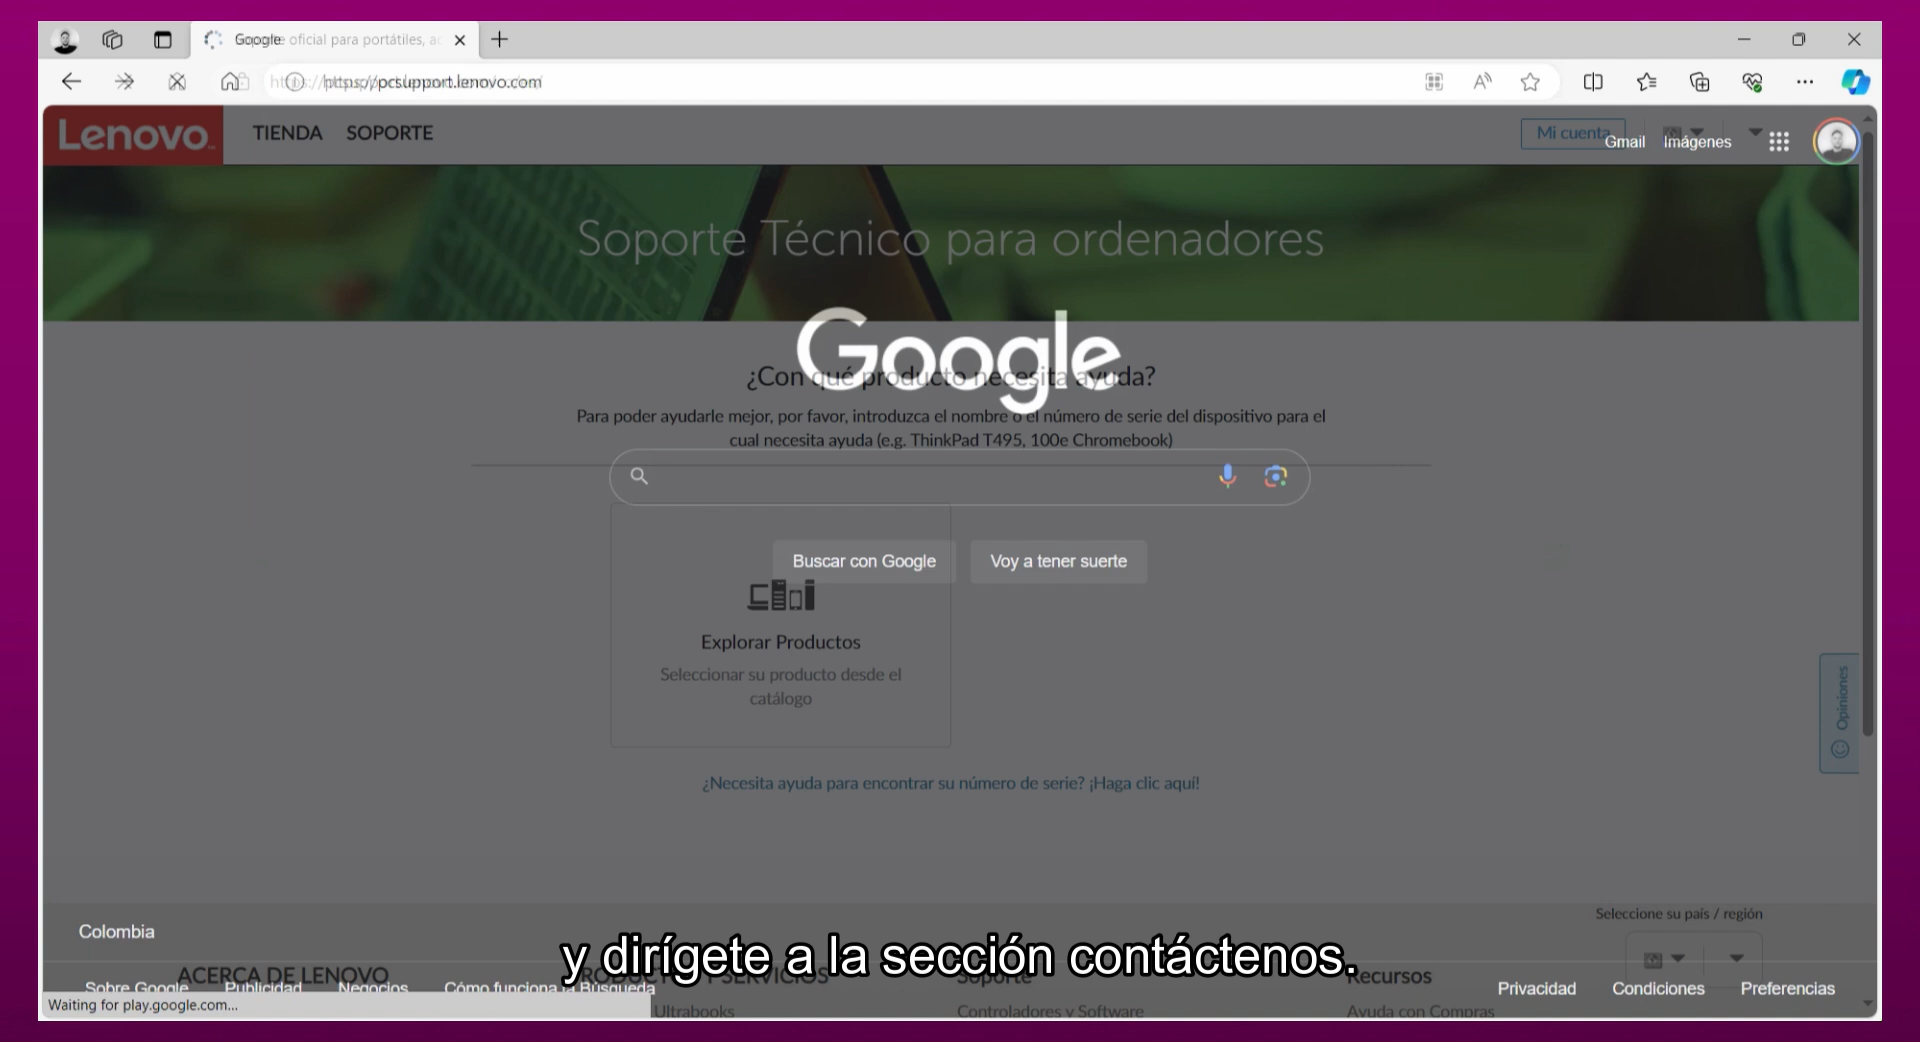 Google
oficial para portátiles, ac
https://pcsupport.lenovo.com
Lenovo
TIENDA SOPORTE
Mi cuenta
Gmail Imágenes
Soporte Técnico para ordenadores
Google
¿Con qué producto necesita ayuda?
Para poder ayudarle mejor, por favor, introduzca el nombre o el número de serie del dispositivo para el
cual necesita ayuda (e.g. ThinkPad T495, 100e Chromebook)
Buscar con Google
Voy a tener suerte
Explorar Productos
Seleccionar su producto desde el
catálogo
Opiniones
¿Necesita ayuda para encontrar su número de serie? ¡Haga clic aquí!
Seleccione su país / región
Colombia
y dirígete a la sección contáctenos.
ACERCA DE LENOVO
SERVICIOS
Soporte
Recursos
Sobre Google
Publicidad
Negocios
Cómo funciona la Búsqueda
Privacidad
Condiciones
Preferencias
Waiting for play.google.com...
Ultrabooks
Controladores y Software
Ayuda con Compras